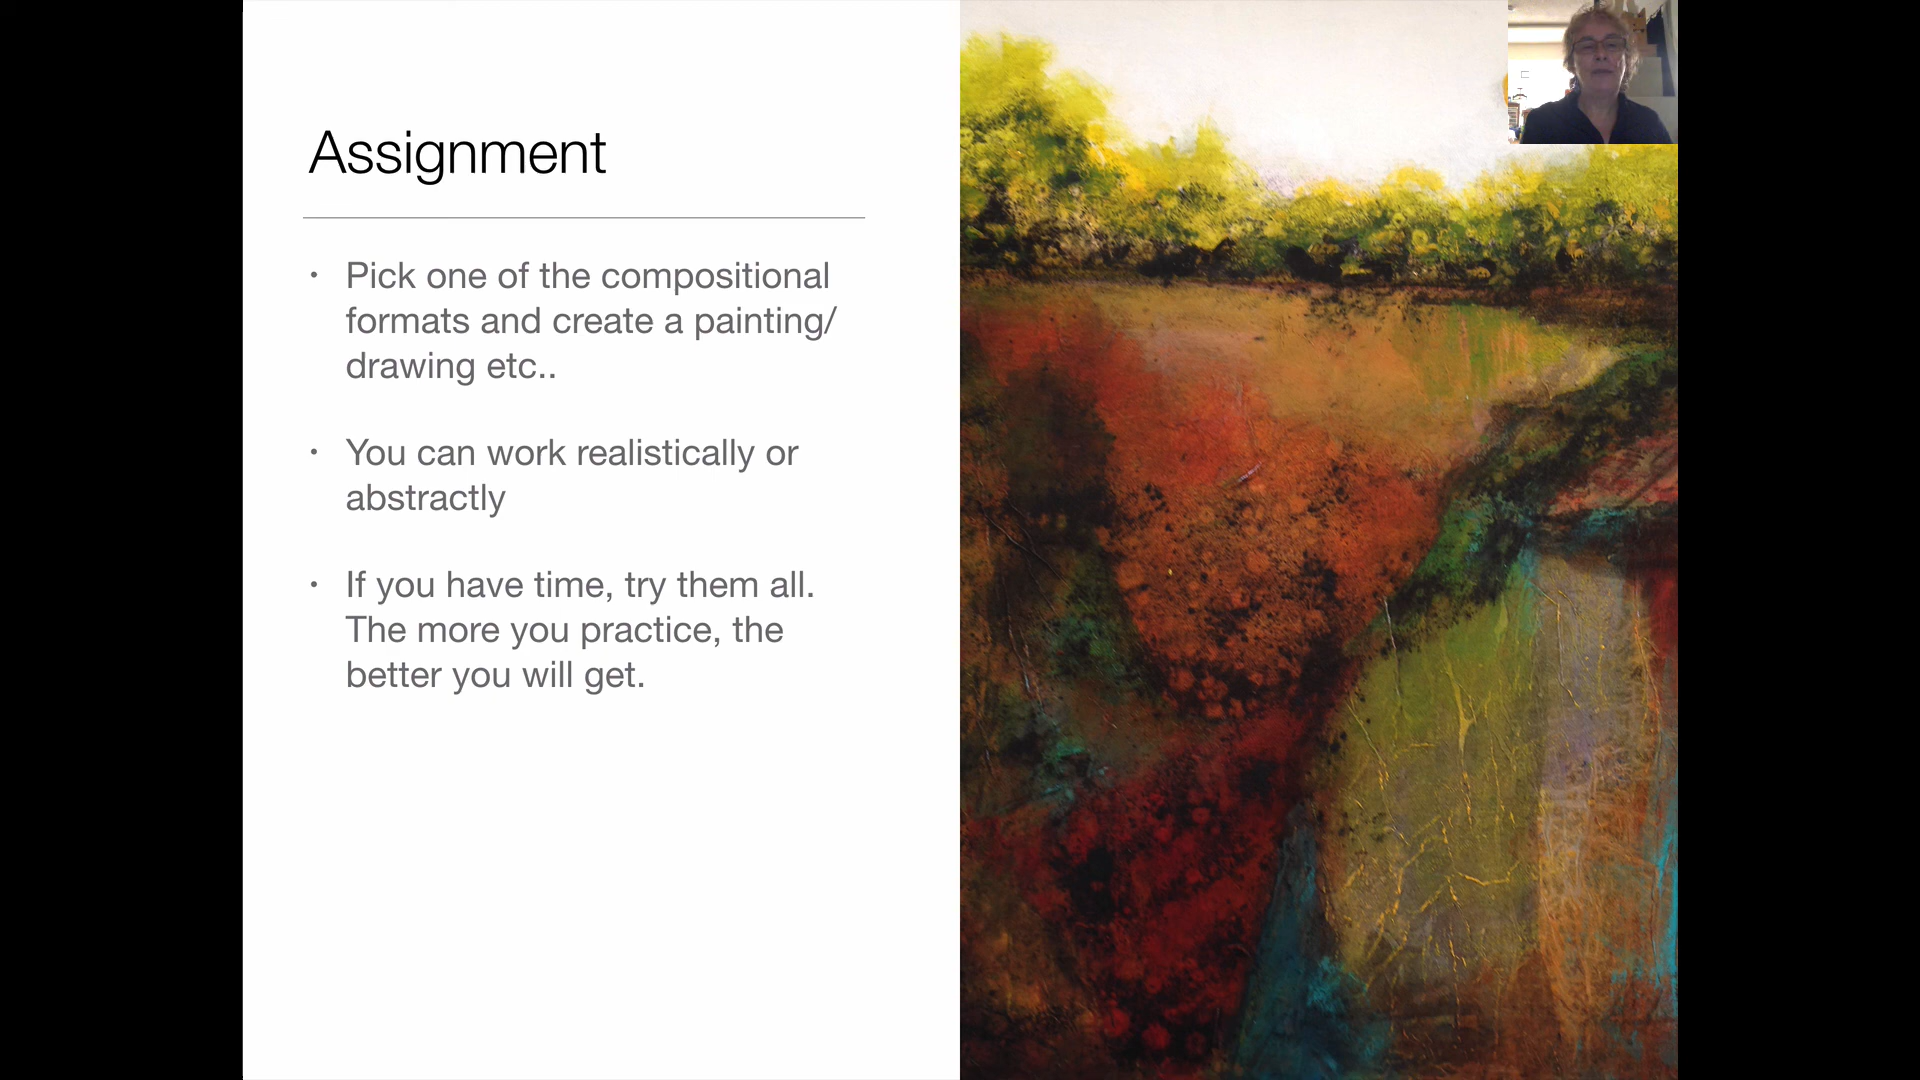 Assignment
• Pick one of the compositional
formats and create a painting/
drawing etc..
• You can work realistically or
abstractly
• If you have time, try them all.
The more you practice, the
better you will get.